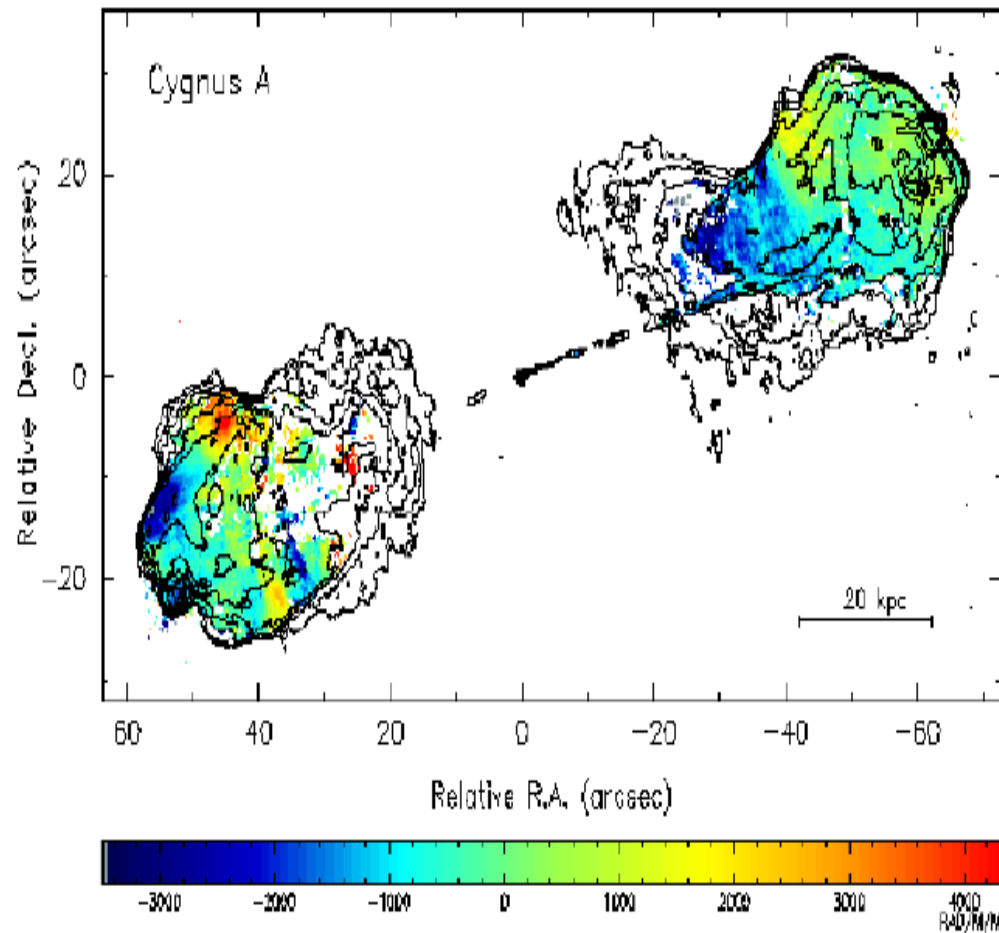 Cygnus A
20
0
-20
Relative Decl. (arcsec)
20 kpc
60 40 20 0 -20 -40 -60
Relative R.A. (arcsec)
-3000 -2000 -1000 0 1000 2000 3000 4000
RAD/M/M